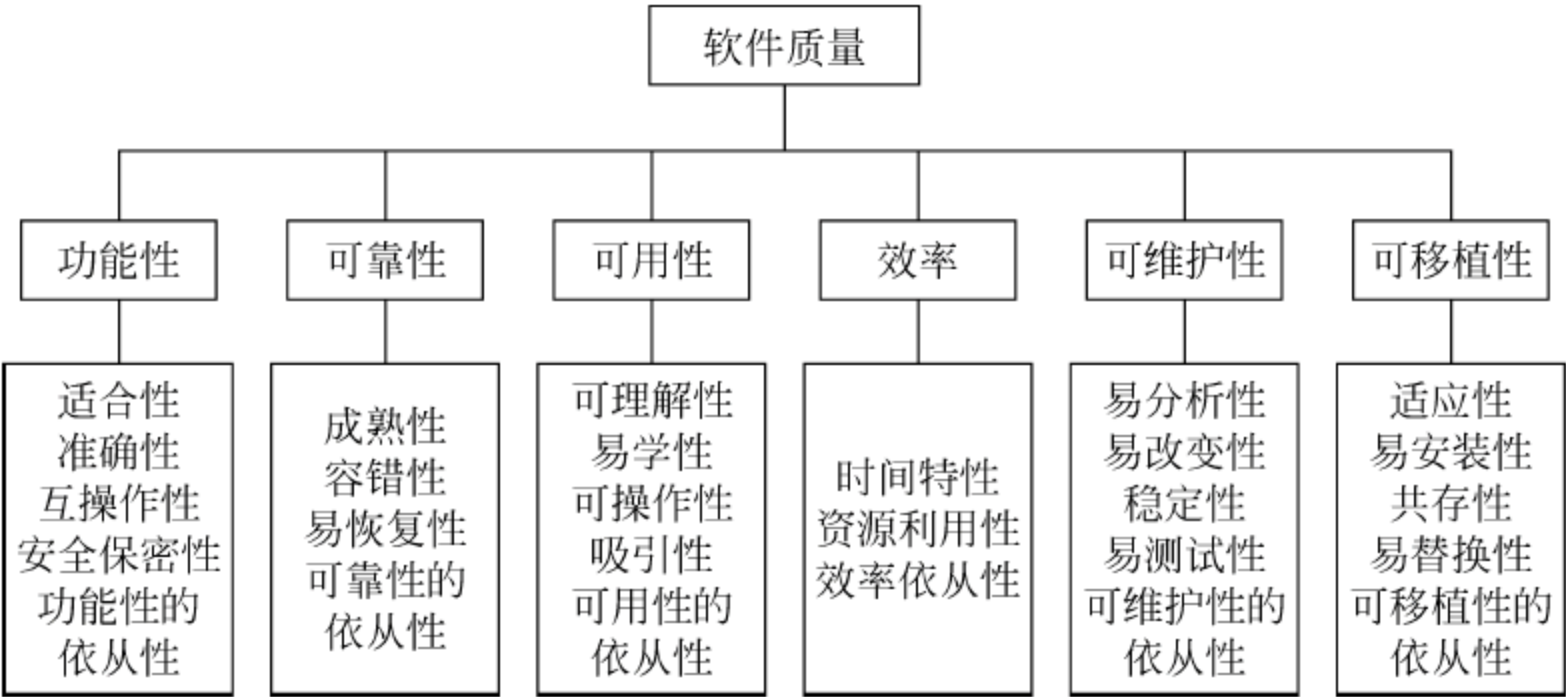 软件质量
功能性
可靠性
可用性
效率
可维护性
可移植性
适合性
准确性
互操作性
安全保密性
功能性的
依从性
成熟性
容错性
易恢复性
可靠性的
依从性
可理解性
易学性
可操作性
吸引性
可用性的
依从性
时间特性
资源利用性
效率依从性
易分析性
易改变性
稳定性
易测试性
可维护性的
依从性
适应性
易安装性
共存性
易替换性
可移植性的
依从性